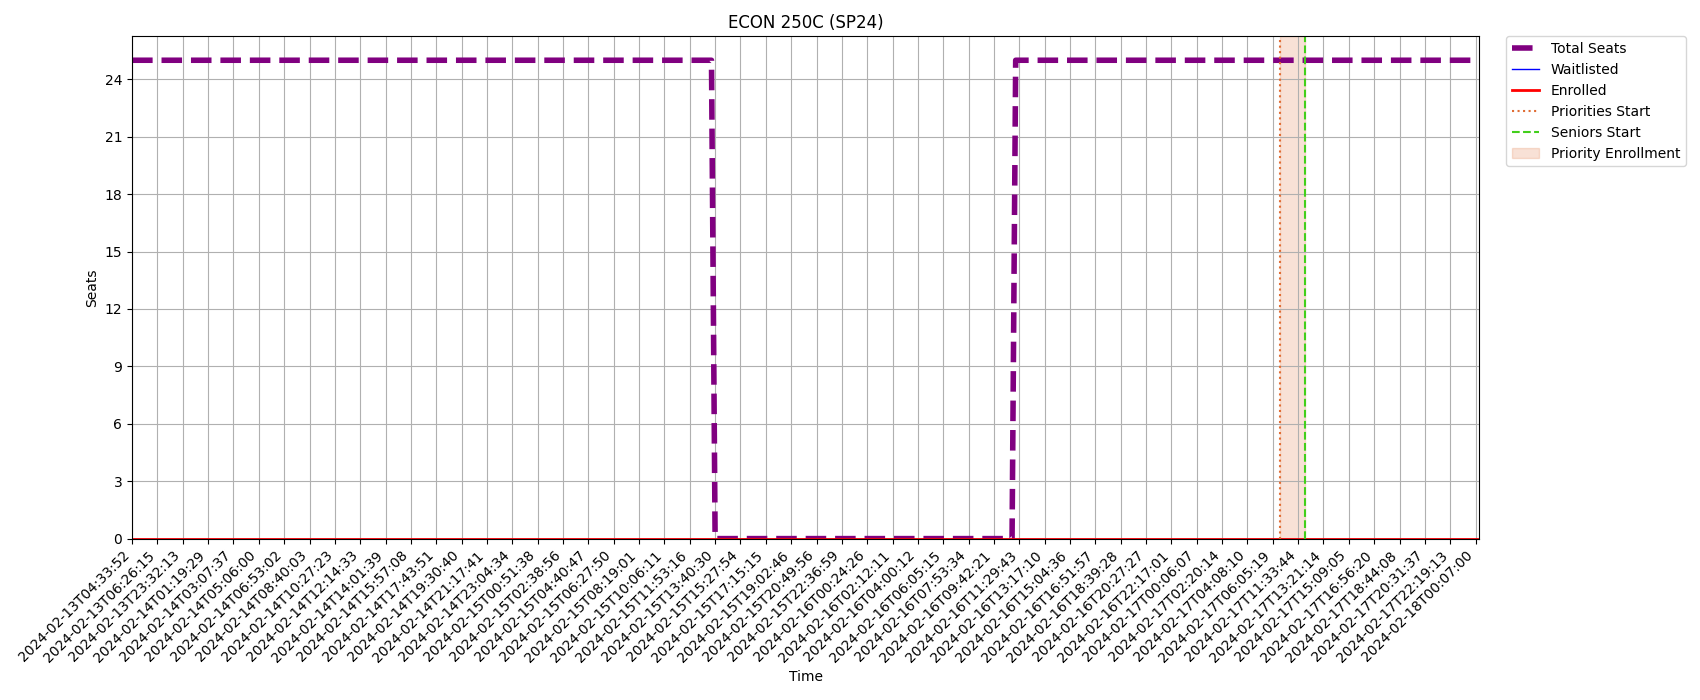 ECON 250C (SP24)
Total Seats
Waitlisted
Enrolled
Priorities Start
Seniors Start
Priority Enrollment
Seats
24
21
18
15
12
9
6
3
0
2024-02-13T04:33:52
2024-02-13T06:26:15
2024-02-13T23:32:13
2024-02-14T01:19:29
2024-02-14T03:07:37
2024-02-14T05:06:00
2024-02-14T06:53:02
2024-02-14T08:40:03
2024-02-14T10:27:23
2024-02-14T12:14:33
2024-02-14T14:01:39
2024-02-14T15:57:08
2024-02-14T17:43:51
2024-02-14T19:30:40
2024-02-14T21:17:41
2024-02-14T23:04:34
2024-02-15T00:51:38
2024-02-15T02:38:56
2024-02-15T04:40:47
2024-02-15T06:27:50
2024-02-15T08:19:01
2024-02-15T10:06:11
2024-02-15T11:53:16
2024-02-15T13:40:30
2024-02-15T15:27:54
2024-02-15T17:15:15
2024-02-15T19:02:46
2024-02-15T20:49:56
2024-02-15T22:36:59
2024-02-16T00:24:26
2024-02-16T02:12:11
2024-02-16T04:00:12
2024-02-16T06:05:15
2024-02-16T07:53:34
2024-02-16T09:42:21
2024-02-16T11:29:43
2024-02-16T13:17:10
2024-02-16T15:04:36
2024-02-16T16:51:57
2024-02-16T18:39:28
2024-02-16T20:27:27
2024-02-16T22:17:01
2024-02-17T00:06:07
2024-02-17T02:20:14
2024-02-17T04:08:10
2024-02-17T06:05:19
2024-02-17T11:33:44
2024-02-17T13:21:14
2024-02-17T15:09:05
2024-02-17T16:56:20
2024-02-17T18:44:08
2024-02-17T20:31:37
2024-02-17T22:19:13
2024-02-18T00:07:00
Time